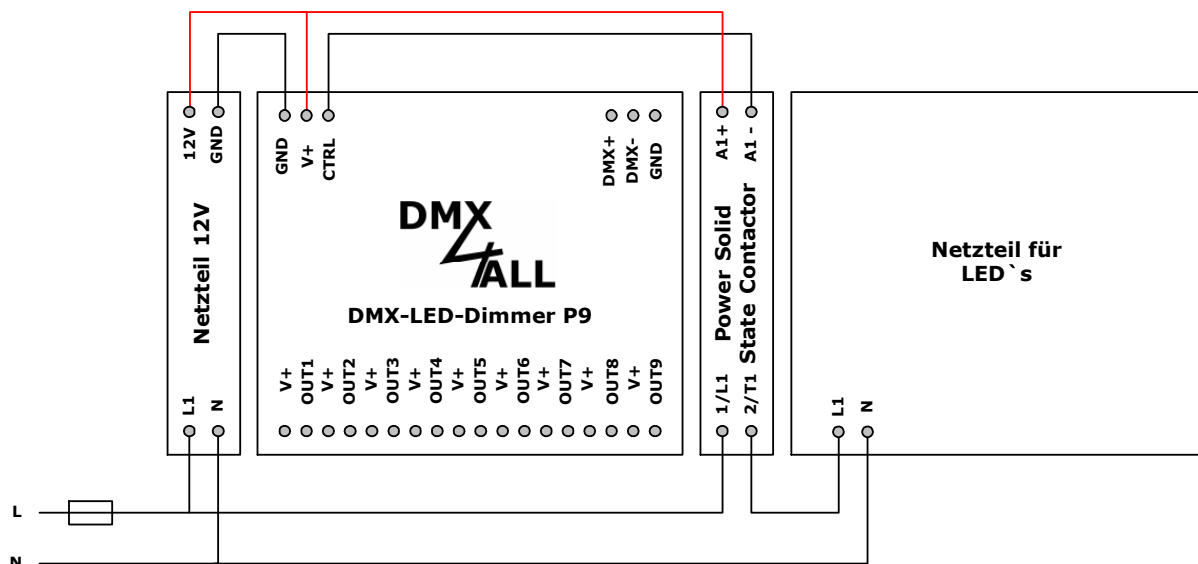 12V
GND
Netzteil 12V
L1
N
GND
V+
CTRL
DMX+
DMX-
GND
DMX
4
ALL
DMX-LED-Dimmer P9
V+
OUT1
V+
OUT2
V+
OUT3
V+
OUT4
V+
OUT5
V+
OUT6
V+
OUT7
V+
OUT8
V+
OUT9
A1+
A1 -
Power Solid
State Contactor
1/L1
2/T1
Netzteil für
LED`s
L1
N
L
N